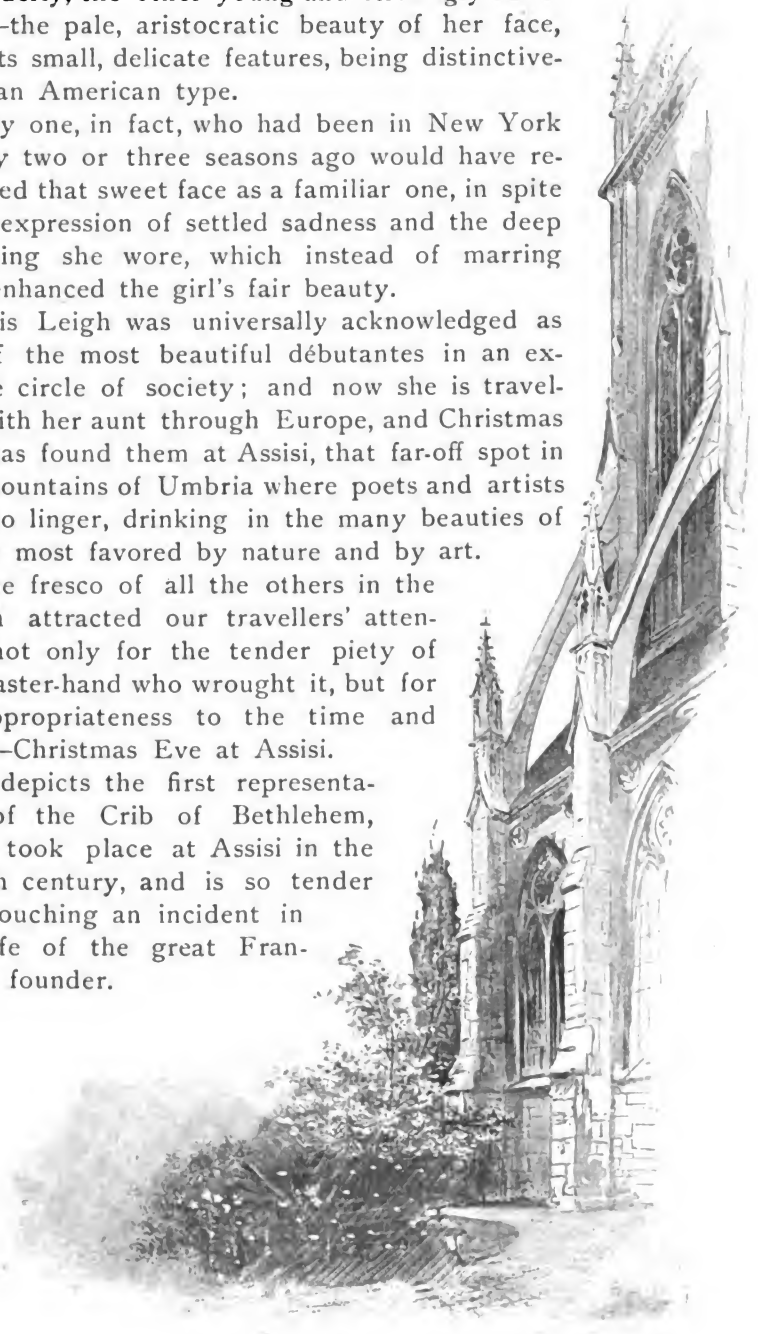 —the pale, aristocratic beauty of her face,
ts small, delicate features, being distinctive-
an American type.
y one, in fact, who had been in New York
y two or three seasons ago would have re-
ed that sweet face as a familiar one, in spite
expression of settled sadness and the deep
ing she wore, which instead of marring
nhanced the girl's fair beauty.
is Leigh was universally acknowledged as
f the most beautiful débutantes in an ex-
e circle of society; and now she is travel-
ith her aunt through Europe, and Christmas
as found them at Assisi, that far-off spot in
ountains of Umbria where poets and artists
o linger, drinking in the many beauties of
most favored by nature and by art.
e fresco of all the others in the
n attracted our travellers' atten-
not only for the tender piety of
aster-hand who wrought it, but for
ppropriateness to the time and
—Christmas Eve at Assisi.
depicts the first representa-
of the Crib of Bethlehem,
took place at Assisi in the
h century, and is so tender
ouching an incident in
fe of the great Fran-
founder.